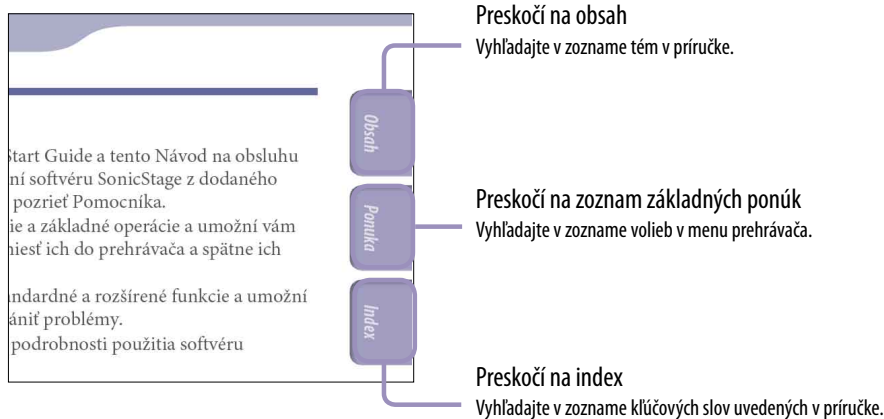 Preskočí na obsah
Vyhľadajte v zozname tém v príručke.
Obsah
Start Guide a tento Návod na obsluhu
ní softvéru SonicStage z dodaného
pozrieť Pomocníka.
ie a základné operácie a umožní vám
niesť ich do prehrávača a spätne ich
Ponuka
Preskočí na zoznam základných ponúk
Vyhľadajte v zozname volieb v menu prehrávača.
andardné a rozšírené funkcie a umožní
ániť problémy.
podrobnosti použitia softvéru
Index
Preskočí na index
Vyhľadajte v zozname kľúčových slov uvedených v príručke.